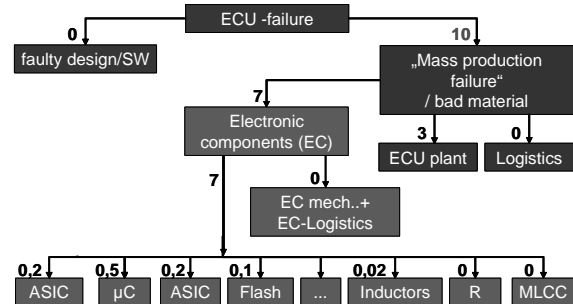 ECU -failure
0
10
faulty design/SW
„Mass production
failure“
/ bad material
7
Electronic
components (EC)
3
0
ECU plant
Logistics
7
0
EC mech..+
EC-Logistics
0,2
0,5
0,2
0,1
0,02
0
0
ASIC
µC
ASIC
Flash
...
Inductors
R
MLCC